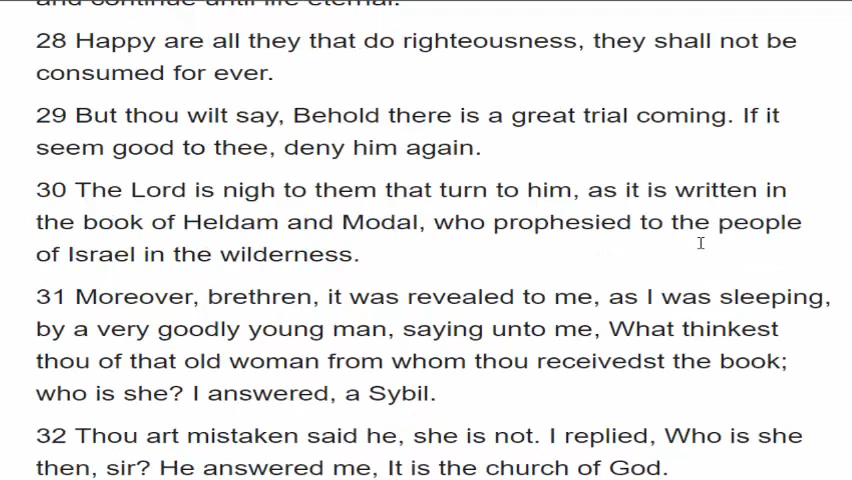 and continue until life eternal.
28 Happy are all they that do righteousness, they shall not be
consumed for ever.
29 But thou wilt say, Behold there is a great trial coming. If it
seem good to thee, deny him again.
30 The Lord is nigh to them that turn to him, as it is written in
the book of Heldam and Modal, who prophesied to the people
of Israel in the wilderness.
31 Moreover, brethren, it was revealed to me, as I was sleeping,
by a very goodly young man, saying unto me, What thinkest
thou of that old woman from whom thou receivedst the book;
who is she? I answered, a Sybil.
32 Thou art mistaken said he, she is not. I replied, Who is she
then, sir? He answered me, It is the church of God.